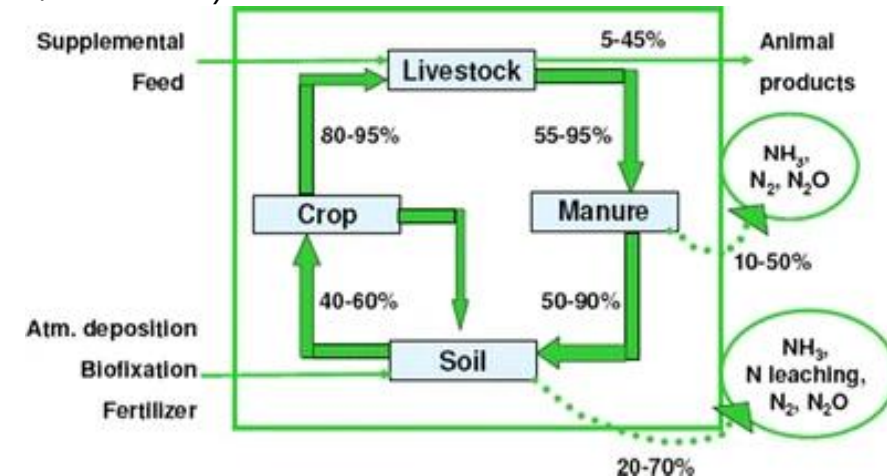 Supplemental
Feed
Livestock
5-45%
Animal
products
80-95%
55-95%
NH₃,
N₂, N₂O
Crop
Manure
10-50%
40-60%
50-90%
Atm. deposition
Biofixation
Fertilizer
Soil
NH₃,
N leaching,
N₂, N₂O
20-70%